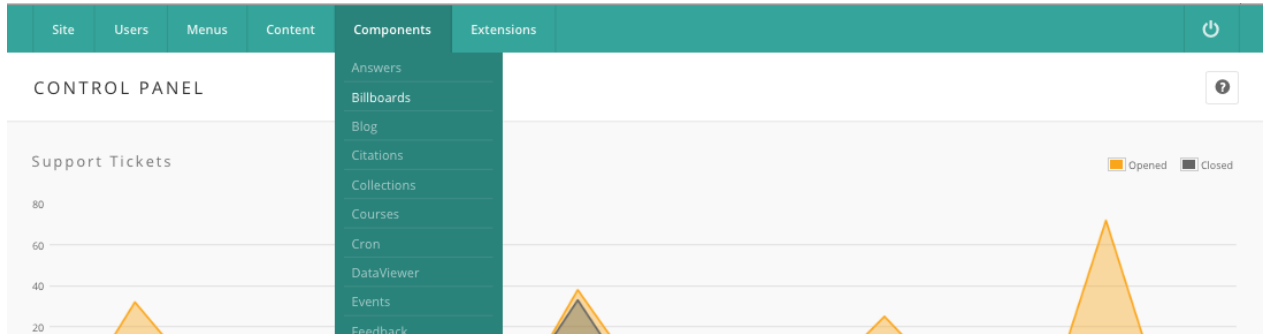 Site Users Menus Content Components Extensions
Answers
CONTROL PANEL
Billboards
Blog
Support Tickets
Citations
Opened Closed
Collections
80
Courses
60
Cron
DataViewer
40
Events
20
Feedback